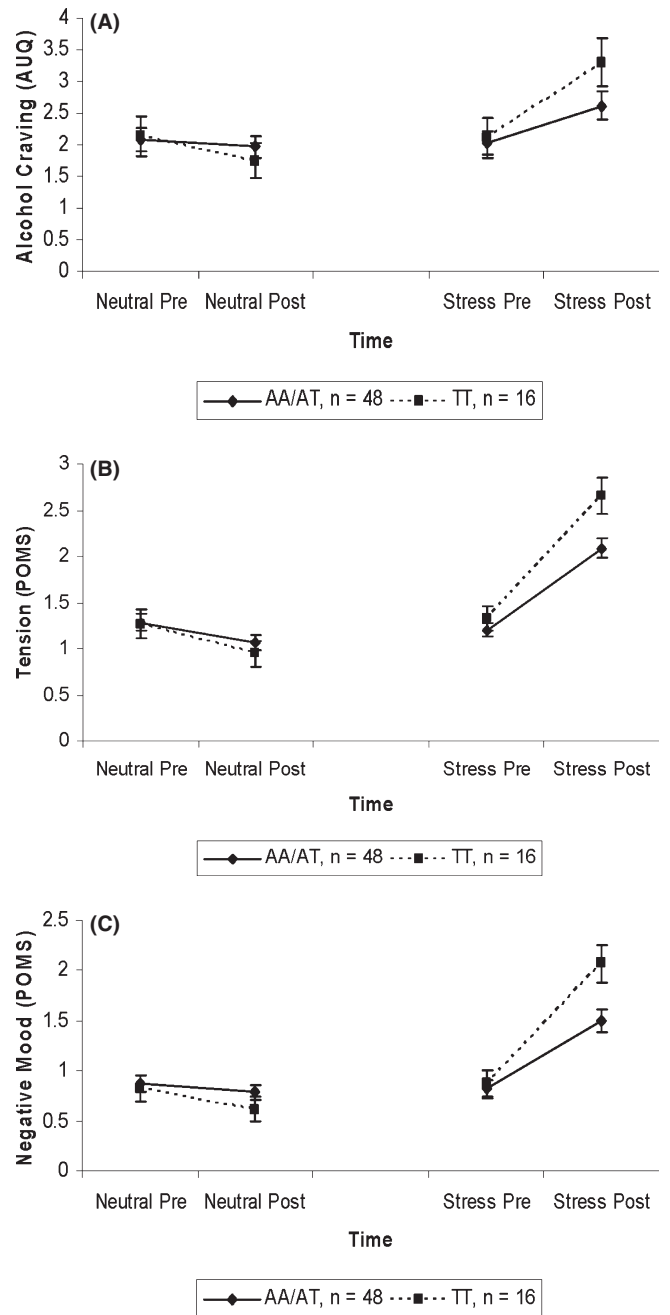 (A)
Alcohol Craving (AUQ)
4
3.5
3
2.5
2
1.5
1
0.5
0
Neutral Pre Neutral Post Stress Pre Stress Post
Time
AA/AT, n = 48 TT, n = 16
(B)
Tension (POMS)
3
2.5
2
1.5
1
0.5
0
Neutral Pre Neutral Post Stress Pre Stress Post
Time
AA/AT, n = 48 TT, n = 16
(C)
Negative Mood (POMS)
2.5
2
1.5
1
0.5
0
Neutral Pre Neutral Post Stress Pre Stress Post
Time
AA/AT, n = 48 TT, n = 16